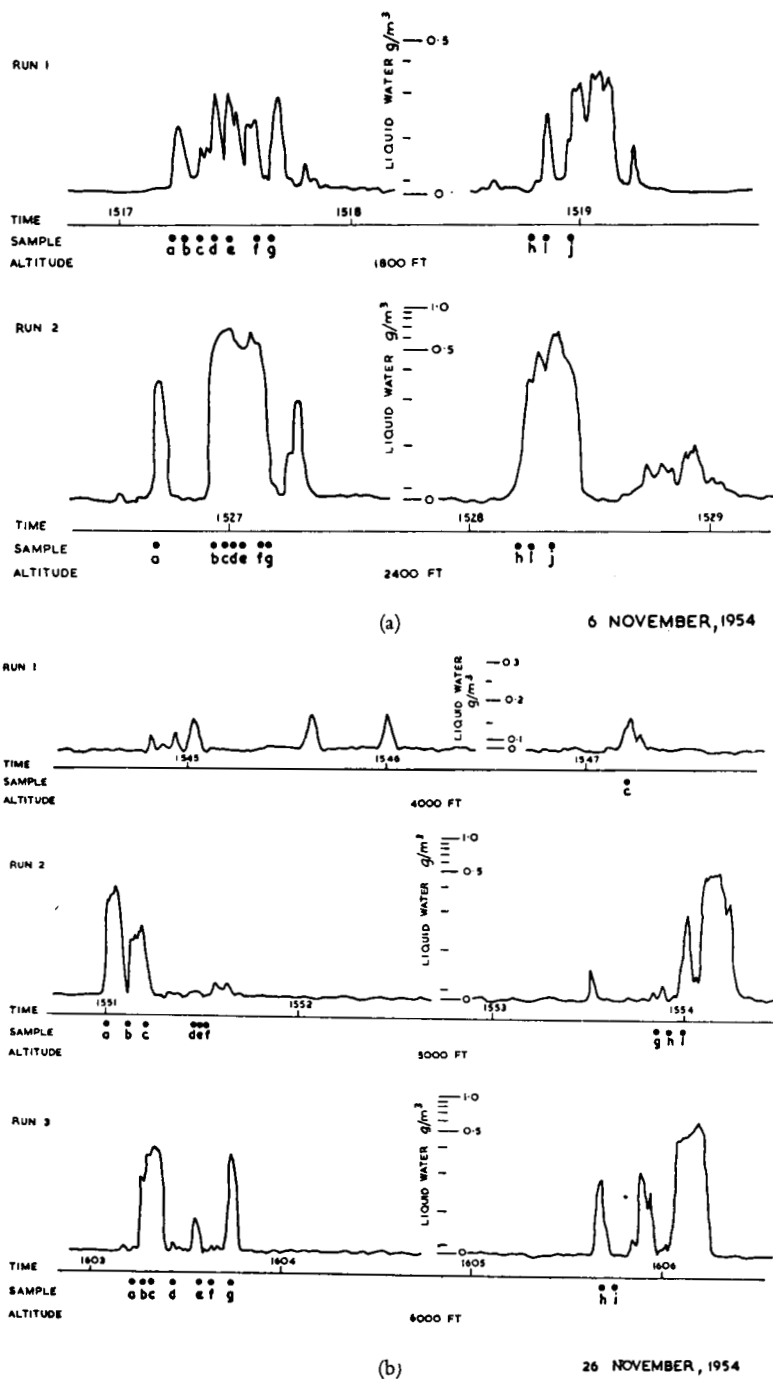 RUN 1
LIQUID WATER g/m³
0·5
0
TIME 1517 1518 1519
SAMPLE a b c d e f g h i j
ALTITUDE 1800 FT
RUN 2
LIQUID WATER g/m³
1·0
0·5
0
TIME 1527 1528 1529
SAMPLE a b c d e f g h i j
ALTITUDE 2400 FT
(a) 6 NOVEMBER, 1954
RUN 1
LIQUID WATER g/m³
0·3
0·2
0·1
0
TIME 1545 1546 1547
SAMPLE c
ALTITUDE 4000 FT
RUN 2
LIQUID WATER g/m³
1·0
0·5
0
TIME 1551 1552 1553 1554
SAMPLE a b c d e f g h i
ALTITUDE 5000 FT
RUN 3
LIQUID WATER g/m³
1·0
0·5
0
TIME 1603 1604 1605 1606
SAMPLE a b c d e f g h i
ALTITUDE 6000 FT
(b) 26 NOVEMBER, 1954